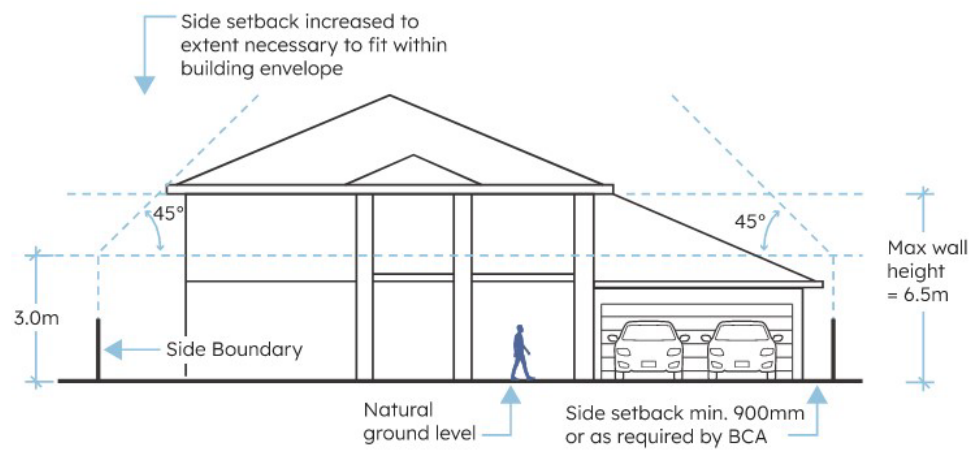 Side setback increased to
extent necessary to fit within
building envelope
45°
45°
Max wall
height
= 6.5m
3.0m
Side Boundary
Natural
ground level
Side setback min. 900mm
or as required by BCA